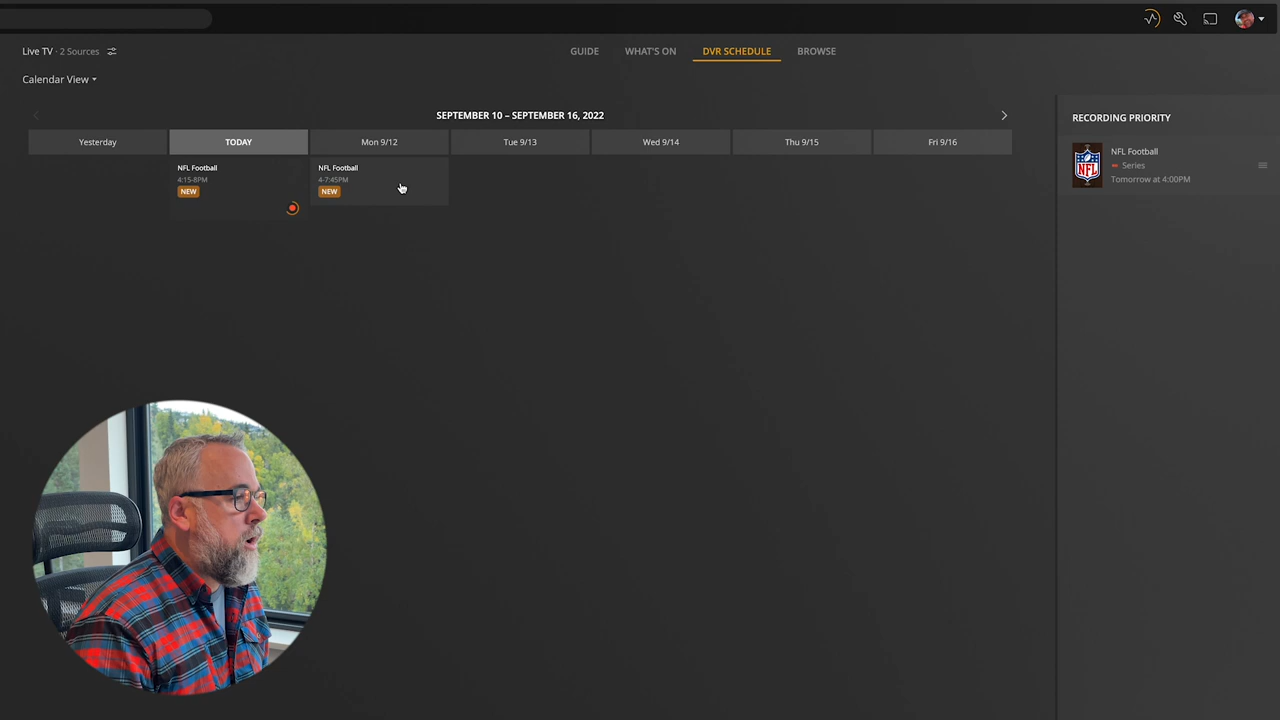 Live TV · 2 Sources
GUIDE
WHAT'S ON
DVR SCHEDULE
BROWSE
Calendar View
SEPTEMBER 10 – SEPTEMBER 16, 2022
Yesterday
TODAY
Mon 9/12
Tue 9/13
Wed 9/14
Thu 9/15
Fri 9/16
NFL Football
4:15-8PM
NEW
NFL Football
4-7:45PM
NEW
RECORDING PRIORITY
NFL
NFL Football
Series
Tomorrow at 4:00PM